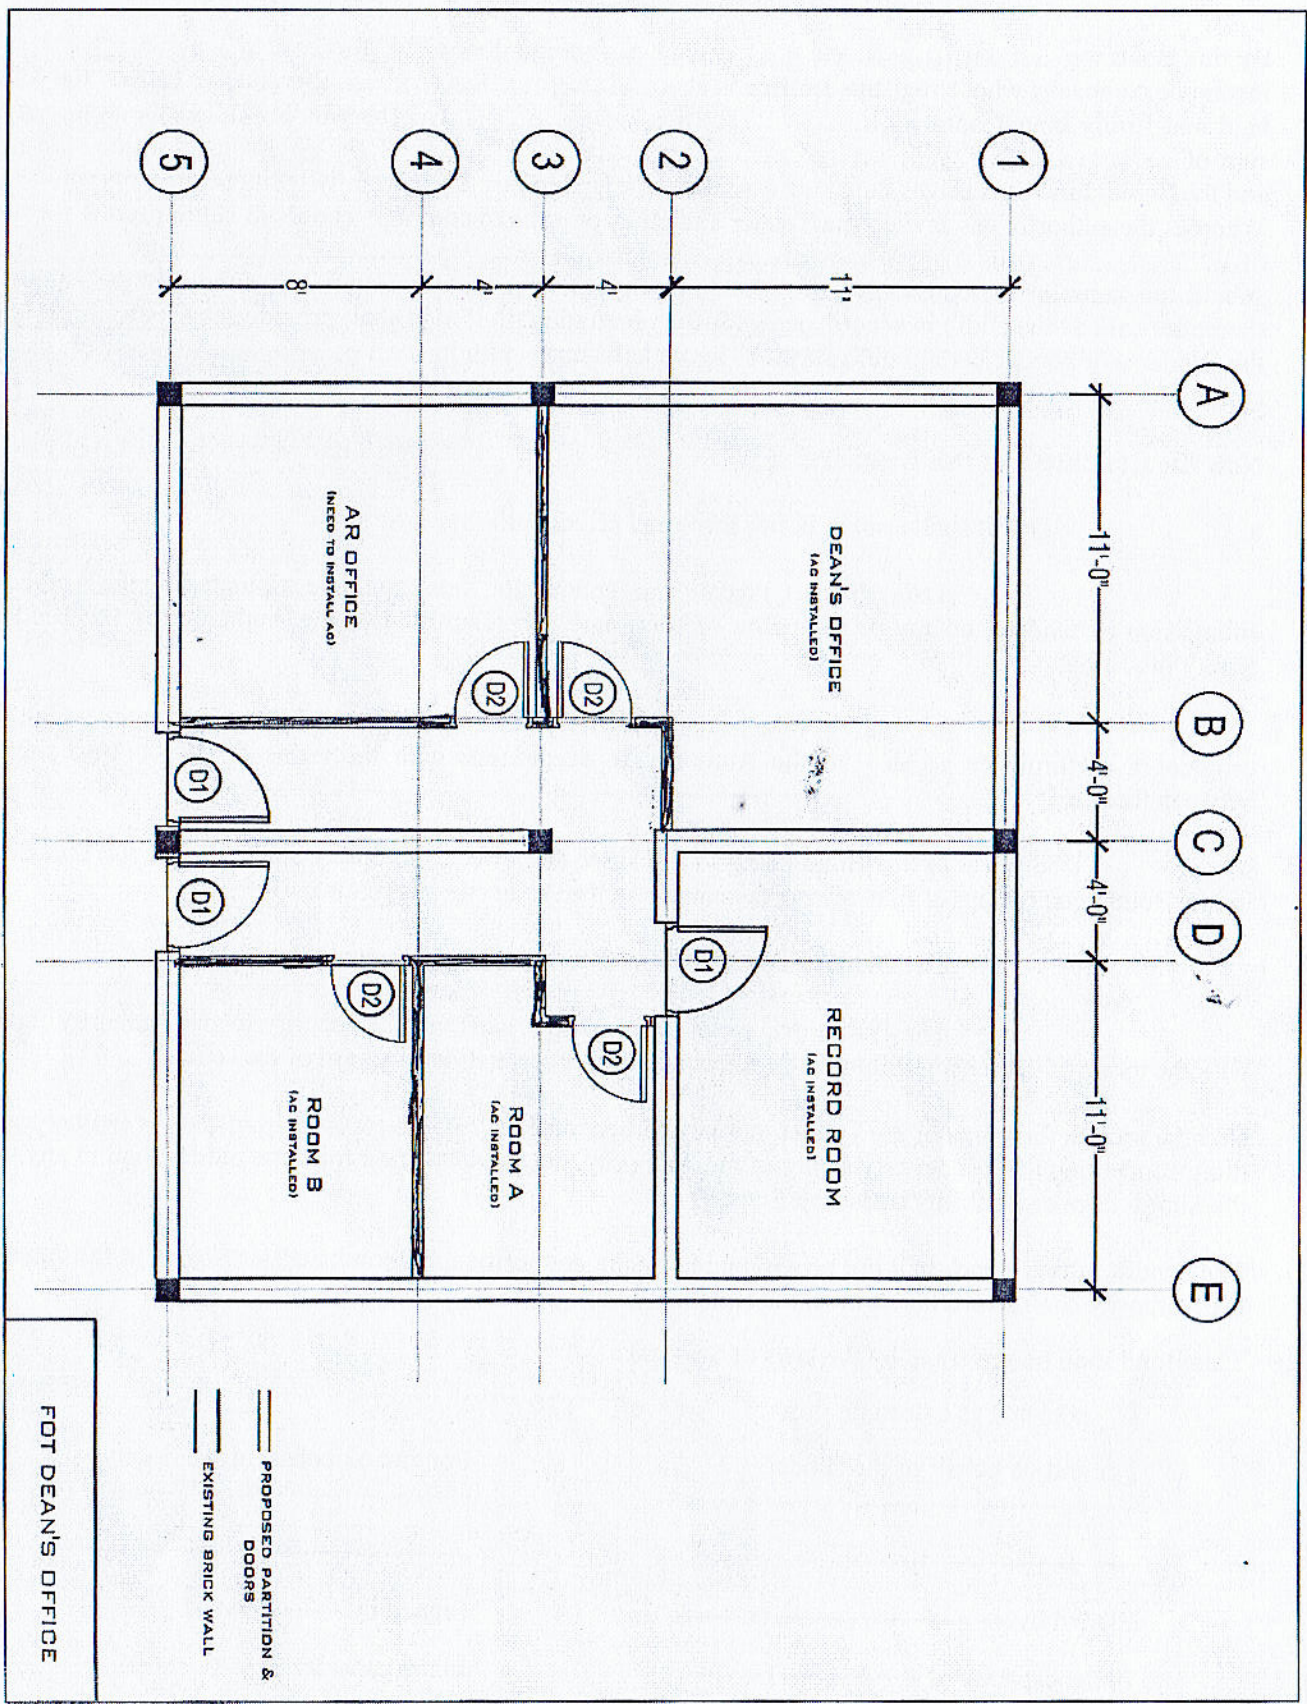 A
B
C
D
E
11'-0"
4'-0"
4'-0"
11'-0"
1
2
3
4
5
11'
4'
4'
8'
DEAN'S OFFICE
(AC INSTALLED)
RECORD ROOM
(AC INSTALLED)
D1
D2
D2
D2
AR OFFICE
(NEED TO INSTALL AC)
ROOM A
(AC INSTALLED)
D2
ROOM B
(AC INSTALLED)
D1
D1
PROPOSED PARTITION &
DOORS
EXISTING BRICK WALL
FOT DEAN'S OFFICE